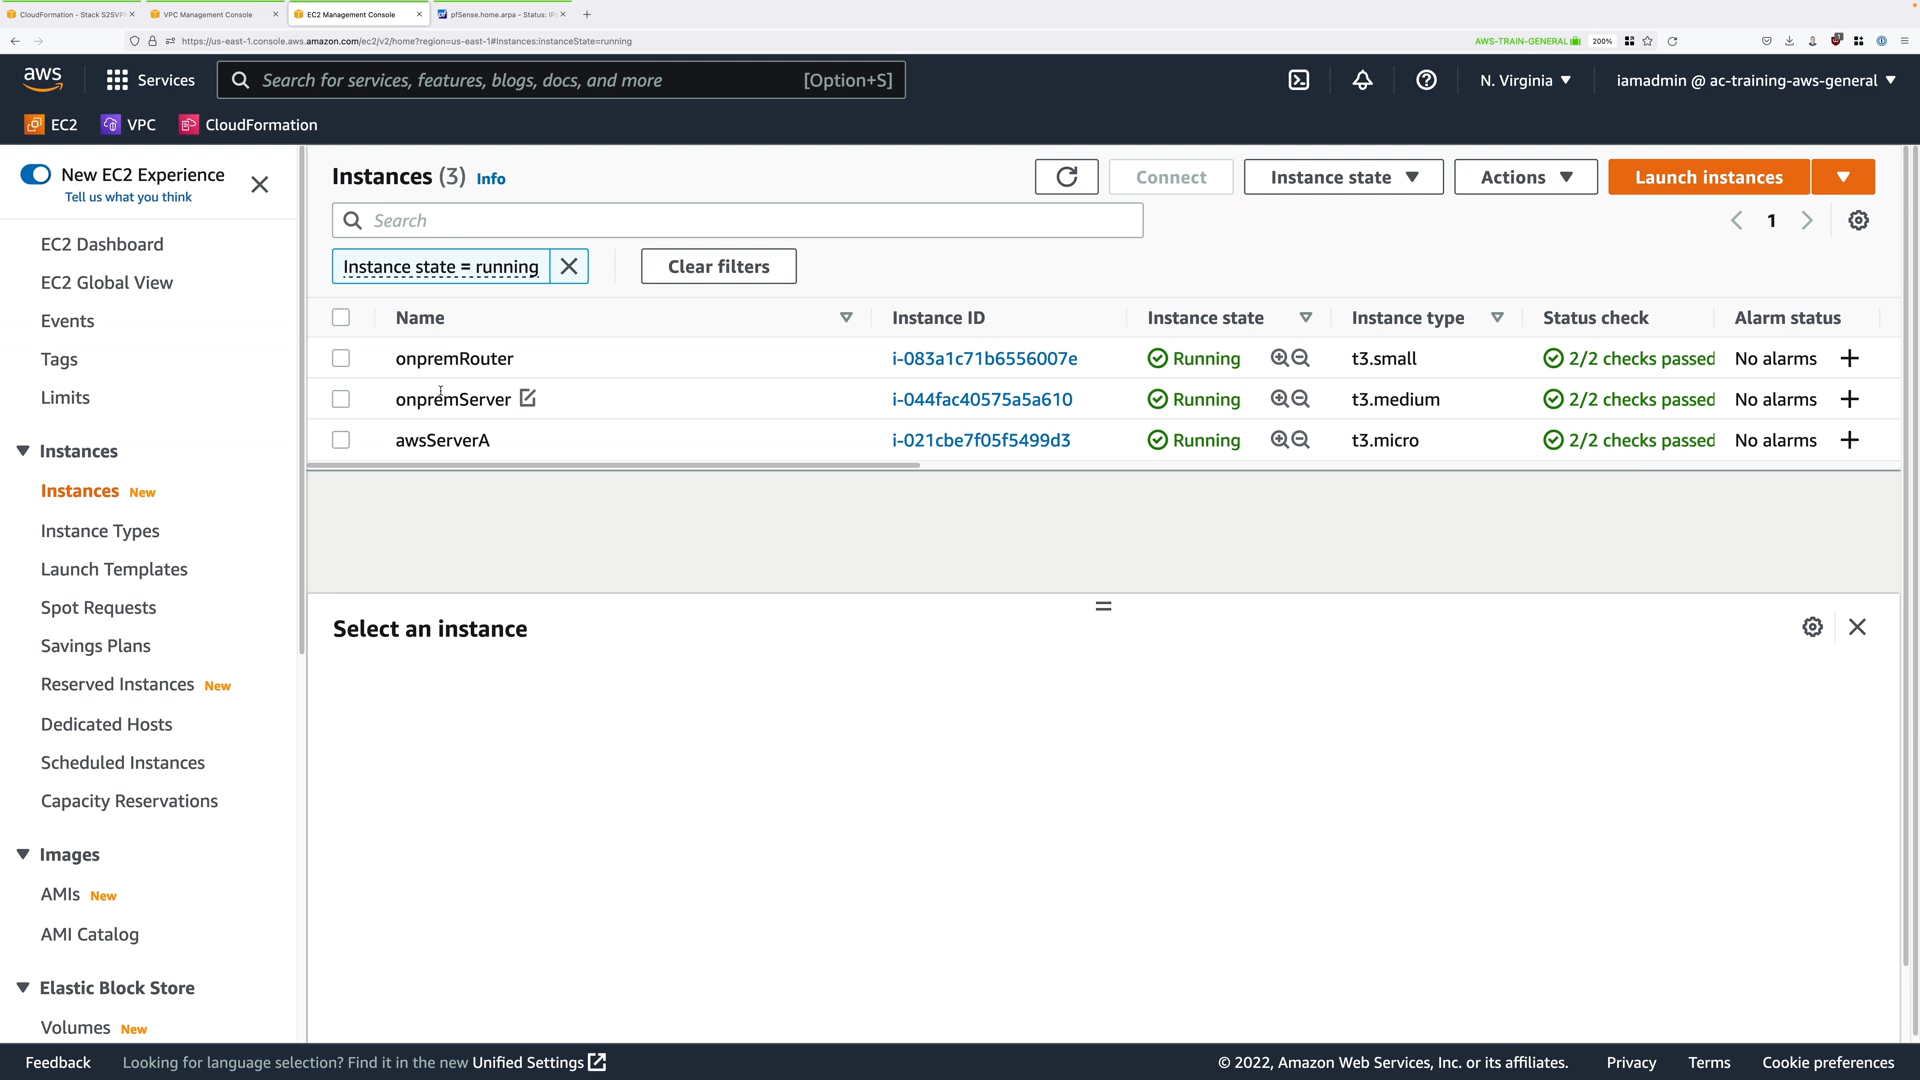 CloudFormation - Stack S2SVP
VPC Management Console
EC2 Management Console
pfSense.home.arpa - Status: IPs
https://us-east-1.console.aws.amazon.com/ec2/v2/home?region=us-east-1#Instances:instanceState=running
AWS-TRAIN-GENERAL
200%
aws
Services
Search for services, features, blogs, docs, and more
[Option+S]
N. Virginia
iamadmin @ ac-training-aws-general
EC2
VPC
CloudFormation
New EC2 Experience
Tell us what you think
EC2 Dashboard
EC2 Global View
Events
Tags
Limits
Instances
Instances New
Instance Types
Launch Templates
Spot Requests
Savings Plans
Reserved Instances New
Dedicated Hosts
Scheduled Instances
Capacity Reservations
Images
AMIs New
AMI Catalog
Elastic Block Store
Volumes New
Instances (3) Info
Connect
Instance state
Actions
Launch instances
Search
1
Instance state = running
Clear filters
Name Instance ID Instance state Instance type Status check Alarm status
onpremRouter i-083a1c71b6556007e Running t3.small 2/2 checks passed No alarms
onpremServer i-044fac40575a5a610 Running t3.medium 2/2 checks passed No alarms
awsServerA i-021cbe7f05f5499d3 Running t3.micro 2/2 checks passed No alarms
Select an instance
Feedback
Looking for language selection? Find it in the new Unified Settings
© 2022, Amazon Web Services, Inc. or its affiliates.
Privacy
Terms
Cookie preferences